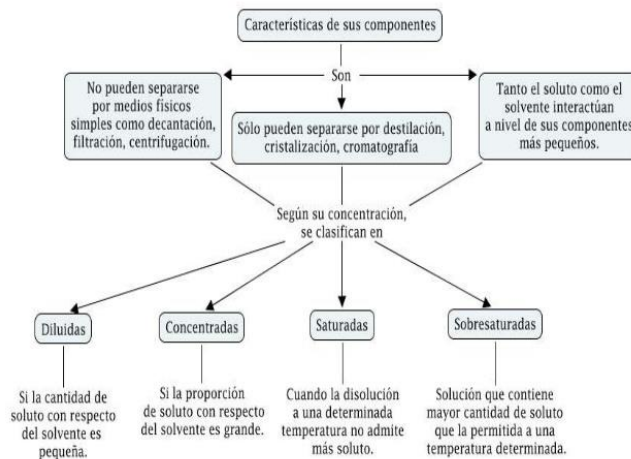 Características de sus componentes
Son
No pueden separarse
por medios físicos
simples como decantación,
filtración, centrifugación.
Sólo pueden separarse por destilación,
cristalización, cromatografía
Tanto el soluto como el
solvente interactúan
a nivel de sus componentes
más pequeños.
Según su concentración,
se clasifican en
Diluidas
Concentradas
Saturadas
Sobresaturadas
Si la cantidad de
soluto con respecto
del solvente es
pequeña.
Si la proporción
de soluto con respecto
del solvente es grande.
Cuando la disolución
a una determinada
temperatura no admite
más soluto.
Solución que contiene
mayor cantidad de soluto
que la permitida a una
temperatura determinada.